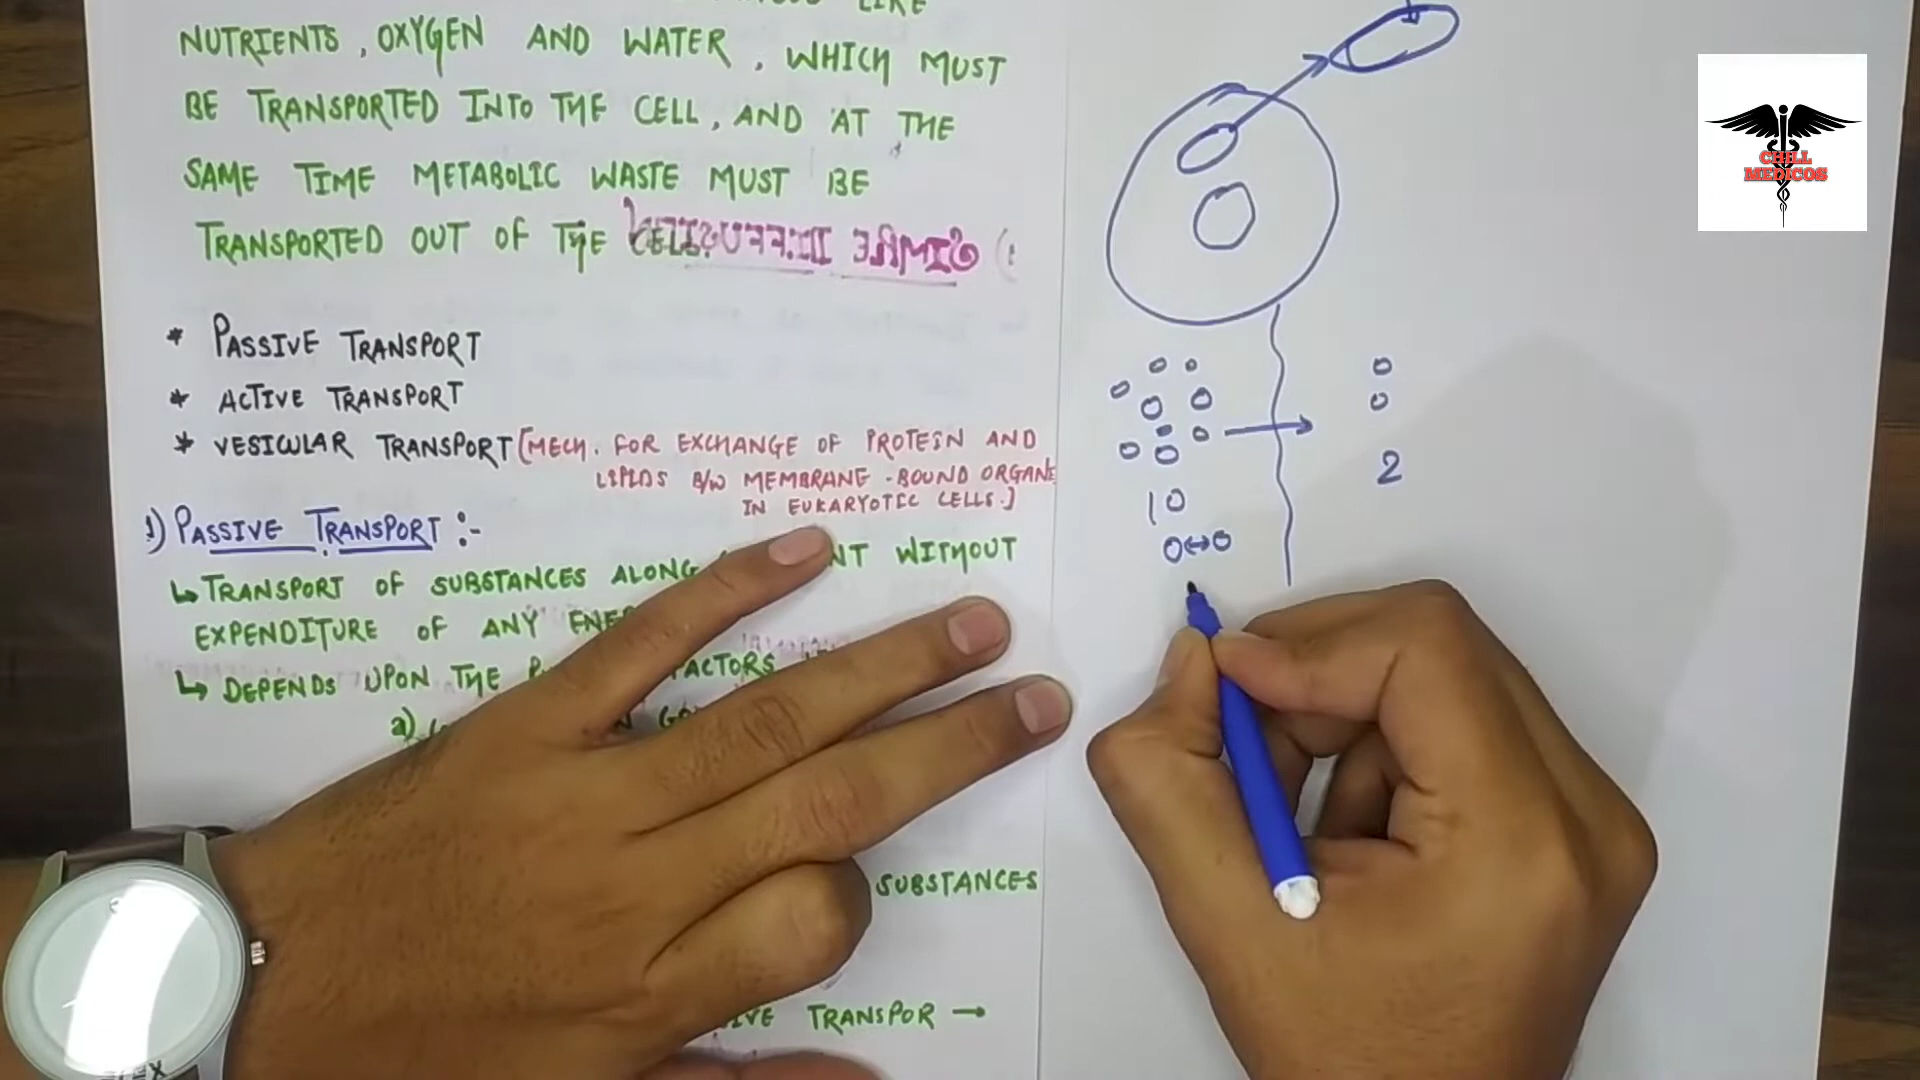 LIKE
NUTRIENTS, OXYGEN AND WATER, WHICH MUST
BE TRANSPORTED INTO THE CELL, AND AT THE
SAME TIME METABOLIC WASTE MUST BE
TRANSPORTED OUT OF THE CELLS.
* PASSIVE TRANSPORT
* ACTIVE TRANSPORT
* VESICULAR TRANSPORT [MECH. FOR EXCHANGE OF PROTEIN AND
LIPIDS B/W MEMBRANE-BOUND ORGANE
IN EUKARYOTIC CELLS.]
1) PASSIVE TRANSPORT :-
↳ TRANSPORT OF SUBSTANCES ALONG WITHOUT
EXPENDITURE OF ANY
↳ DEPENDS UPON THE FACTORS
a)
SUBSTANCES
TRANSPOR →
10
2
CHILL
MEDICOS